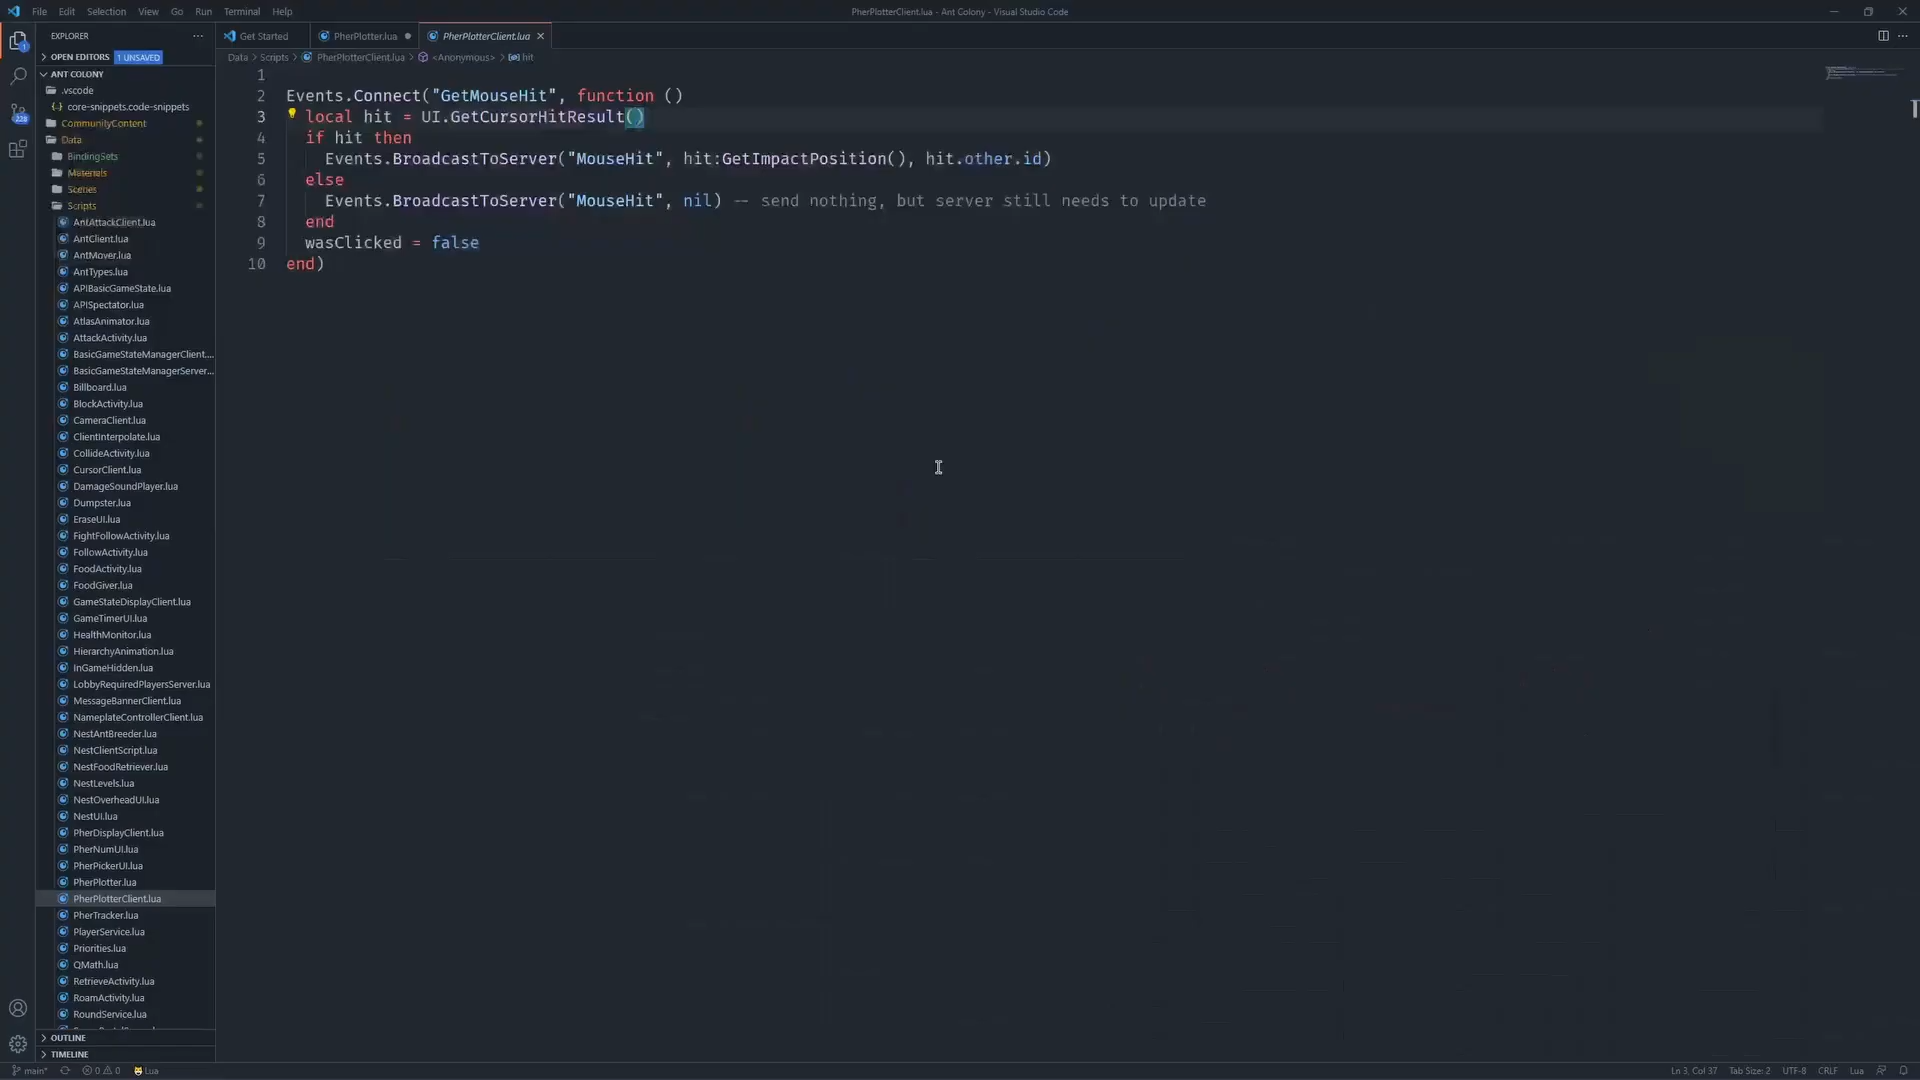 File Edit Selection View Go Run Terminal Help
PherPlotterClient.lua - Ant Colony - Visual Studio Code
EXPLORER
OPEN EDITORS 1 UNSAVED
ANT COLONY
.vscode
core-snippets.code-snippets
CommunityContent
Data
BindingSets
Materials
Scenes
Scripts
AntAttackClient.lua
AntClient.lua
AntMover.lua
AntTypes.lua
APIBasicGameState.lua
APISpectator.lua
AtlasAnimator.lua
AttackActivity.lua
BasicGameStateManagerClient....
BasicGameStateManagerServer...
Billboard.lua
BlockActivity.lua
CameraClient.lua
ClientInterpolate.lua
CollideActivity.lua
CursorClient.lua
DamageSoundPlayer.lua
Dumpster.lua
EraseUI.lua
FightFollowActivity.lua
FollowActivity.lua
FoodActivity.lua
FoodGiver.lua
GameStateDisplayClient.lua
GameTimerUI.lua
HealthMonitor.lua
HierarchyAnimation.lua
InGameHidden.lua
LobbyRequiredPlayersServer.lua
MessageBannerClient.lua
NameplateControllerClient.lua
NestAntBreeder.lua
NestClientScript.lua
NestFoodRetriever.lua
NestLevels.lua
NestOverheadUI.lua
NestUI.lua
PherDisplayClient.lua
PherNumUI.lua
PherPickerUI.lua
PherPlotter.lua
PherPlotterClient.lua
PherTracker.lua
PlayerService.lua
Priorities.lua
QMath.lua
RetrieveActivity.lua
RoamActivity.lua
RoundService.lua
OUTLINE
TIMELINE
Get Started PherPlotter.lua PherPlotterClient.lua
Data > Scripts > PherPlotterClient.lua > <Anonymous> > hit
1
2 Events.Connect("GetMouseHit", function ()
3 local hit = UI.GetCursorHitResult()
4 if hit then
5 Events.BroadcastToServer("MouseHit", hit:GetImpactPosition(), hit.other.id)
6 else
7 Events.BroadcastToServer("MouseHit", nil) -- send nothing, but server still needs to update
8 end
9 wasClicked = false
10 end)
main* 0 0 Lua
Ln 3, Col 37 Tab Size: 2 UTF-8 CRLF Lua